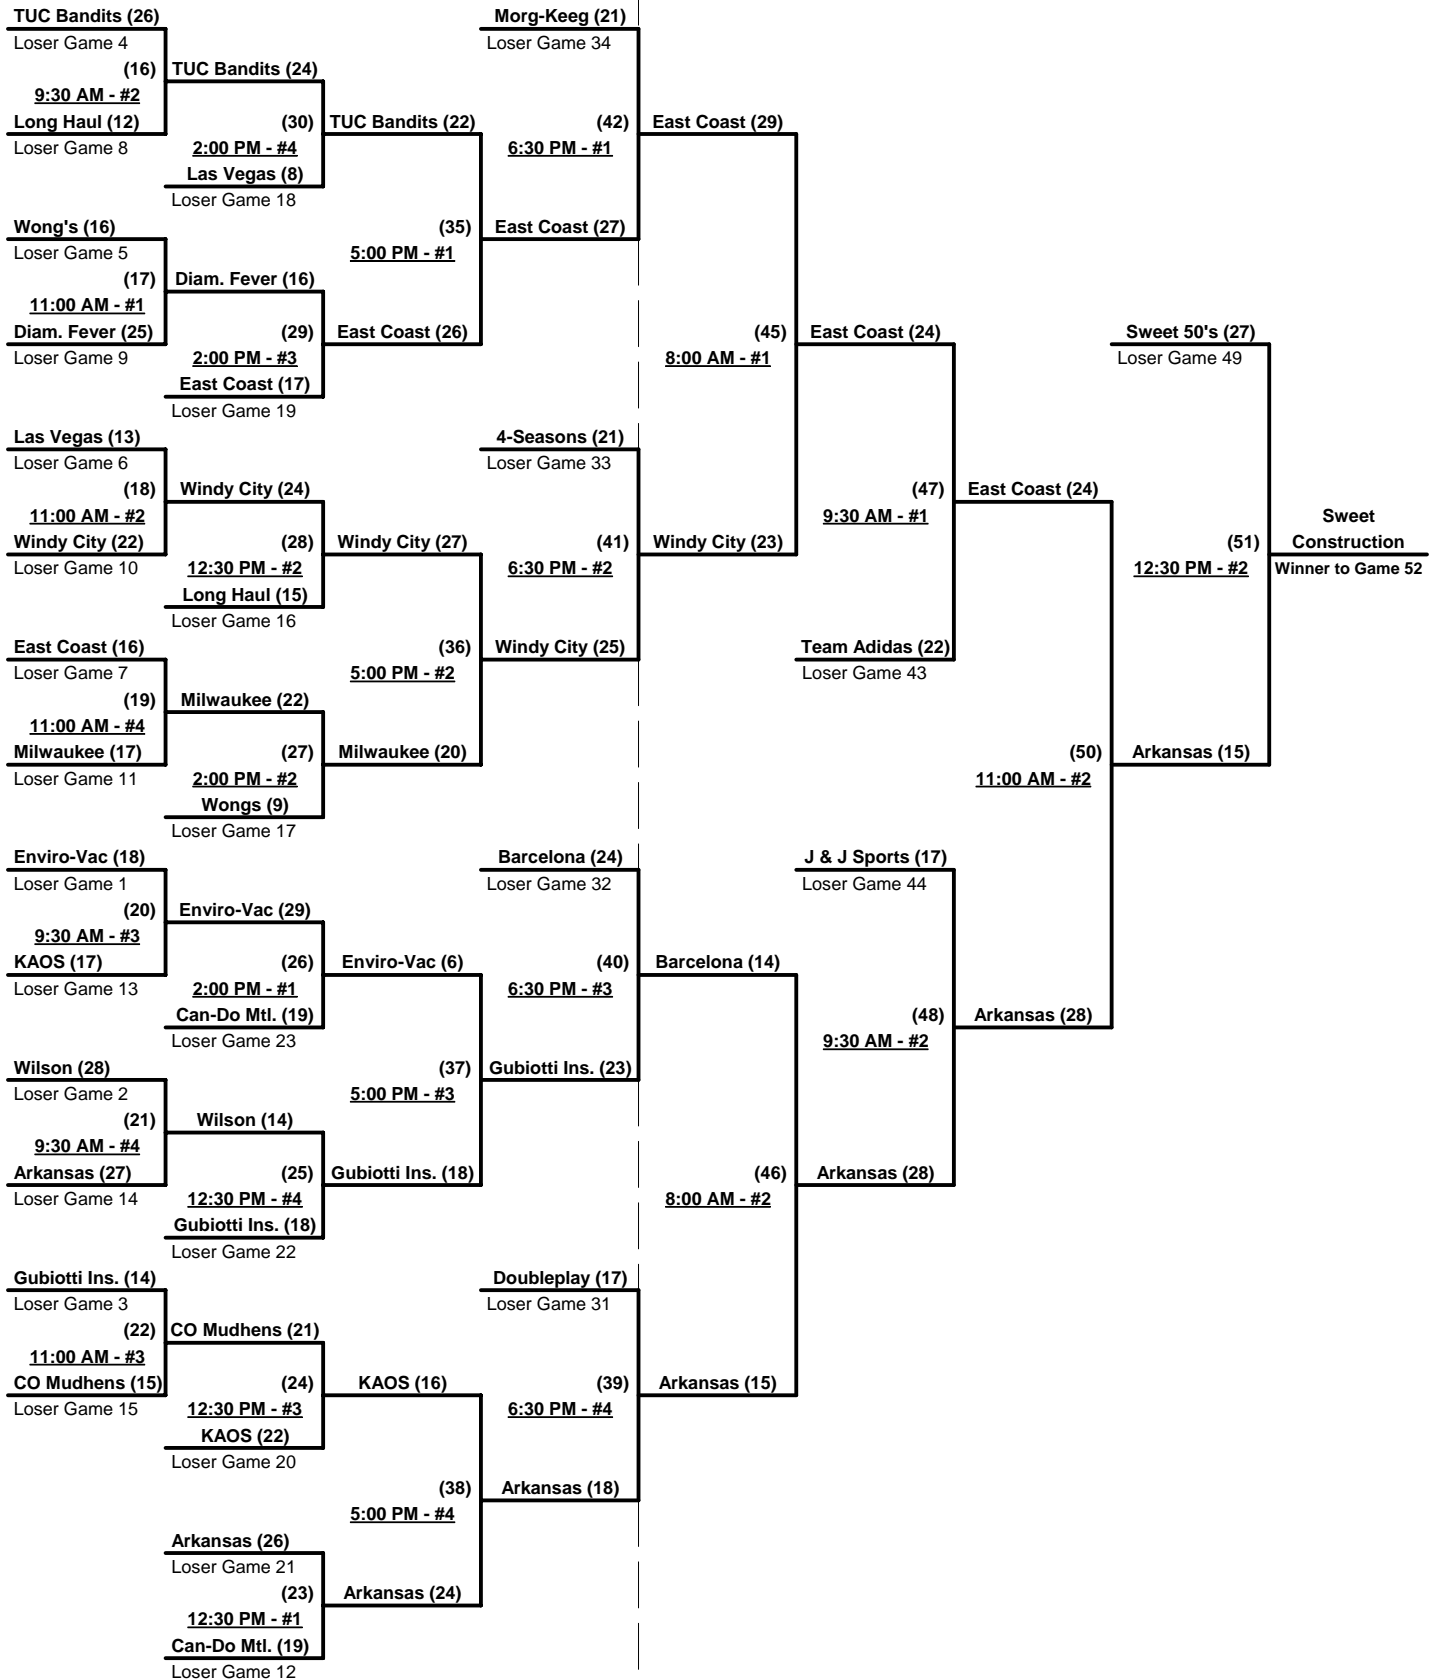 TUC Bandits (26)
Loser Game 4
(16)
9:30 AM - #2
Long Haul (12)
Loser Game 8
TUC Bandits (24)
(30)
2:00 PM - #4
Las Vegas (8)
Loser Game 18
Wong's (16)
Loser Game 5
(17)
11:00 AM - #1
Diam. Fever (25)
Loser Game 9
Diam. Fever (16)
(29)
2:00 PM - #3
East Coast (17)
Loser Game 19
TUC Bandits (22)
(35)
5:00 PM - #1
East Coast (26)
Morg-Keeg (21)
Loser Game 34
(42)
6:30 PM - #1
East Coast (27)
East Coast (29)
Las Vegas (13)
Loser Game 6
(18)
11:00 AM - #2
Windy City (22)
Loser Game 10
Windy City (24)
(28)
12:30 PM - #2
Long Haul (15)
Loser Game 16
East Coast (16)
Loser Game 7
(19)
11:00 AM - #4
Milwaukee (17)
Loser Game 11
Milwaukee (22)
(27)
2:00 PM - #2
Wongs (9)
Loser Game 17
Windy City (27)
(36)
5:00 PM - #2
Milwaukee (20)
4-Seasons (21)
Loser Game 33
(41)
6:30 PM - #2
Windy City (25)
Windy City (23)
(45)
8:00 AM - #1
East Coast (24)
(47)
9:30 AM - #1
Team Adidas (22)
Loser Game 43
East Coast (24)
Enviro-Vac (18)
Loser Game 1
(20)
9:30 AM - #3
KAOS (17)
Loser Game 13
Enviro-Vac (29)
(26)
2:00 PM - #1
Can-Do Mtl. (19)
Loser Game 23
Wilson (28)
Loser Game 2
(21)
9:30 AM - #4
Arkansas (27)
Loser Game 14
Wilson (14)
(25)
12:30 PM - #4
Gubiotti Ins. (18)
Loser Game 22
Enviro-Vac (6)
(37)
5:00 PM - #3
Gubiotti Ins. (18)
Barcelona (24)
Loser Game 32
(40)
6:30 PM - #3
Gubiotti Ins. (23)
Barcelona (14)
Gubiotti Ins. (14)
Loser Game 3
(22)
11:00 AM - #3
CO Mudhens (15)
Loser Game 15
CO Mudhens (21)
(24)
12:30 PM - #3
KAOS (22)
Loser Game 20
Arkansas (26)
Loser Game 21
(23)
12:30 PM - #1
Can-Do Mtl. (19)
Loser Game 12
KAOS (16)
(38)
5:00 PM - #4
Arkansas (24)
Doubleplay (17)
Loser Game 31
(39)
6:30 PM - #4
Arkansas (18)
Arkansas (15)
(46)
8:00 AM - #2
J & J Sports (17)
Loser Game 44
(48)
9:30 AM - #2
Arkansas (28)
Arkansas (28)
(50)
11:00 AM - #2
Sweet 50's (27)
Loser Game 49
(51)
12:30 PM - #2
Arkansas (15)
Sweet
Construction
Winner to Game 52